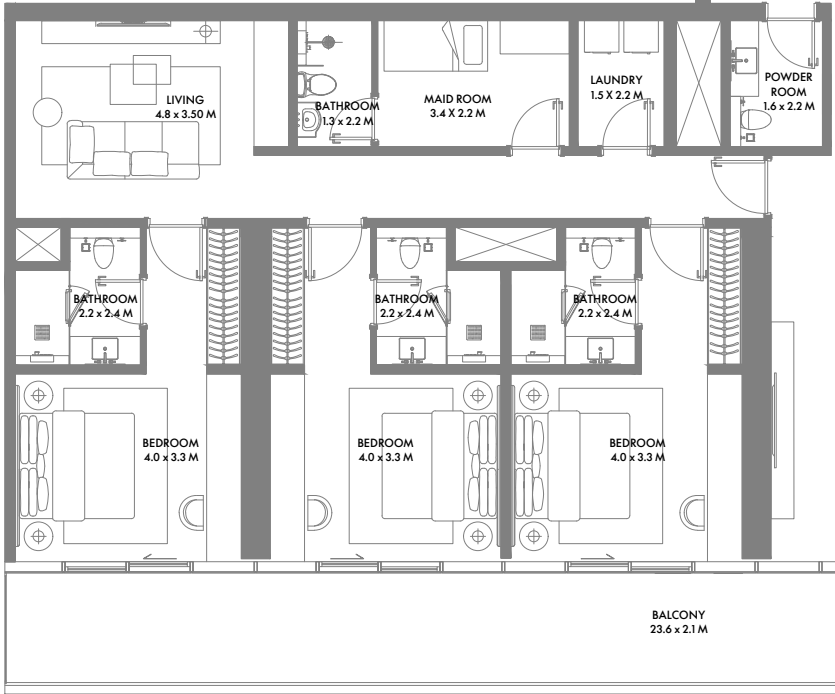 LIVING
4.8 x 3.50 M
BATHROOM
1.3 x 2.2 M
MAID ROOM
3.4 X 2.2 M
LAUNDRY
1.5 X 2.2 M
POWDER
ROOM
1.6 x 2.2 M
BATHROOM
2.2 x 2.4 M
BATHROOM
2.2 x 2.4 M
BATHROOM
2.2 x 2.4 M
BEDROOM
4.0 x 3.3 M
BEDROOM
4.0 x 3.3 M
BEDROOM
4.0 x 3.3 M
BALCONY
23.6 x 2.1 M